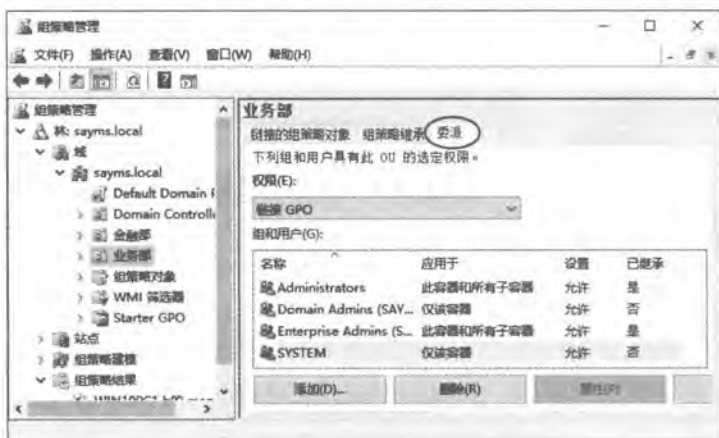 组策略管理
文件(F) 操作(A) 查看(V) 窗口(W) 帮助(H)
组策略管理
林: sayms.local
域
sayms.local
Default Domain
Domain Controll
金融部
业务部
组策略对象
WMI 筛选器
Starter GPO
站点
组策略建模
组策略结果
业务部
链接的组策略对象 组策略继承 委派
下列组和用户具有此 OU 的选定权限。
权限(E):
链接 GPO
组和用户(G):
名称 应用于 设置 已继承
Administrators 此容器和所有子容器 允许 是
Domain Admins (SAY... 仅该容器 允许 否
Enterprise Admins (S... 此容器和所有子容器 允许 是
SYSTEM 仅该容器 允许 否
添加(D)... 删除(R) 属性(P)